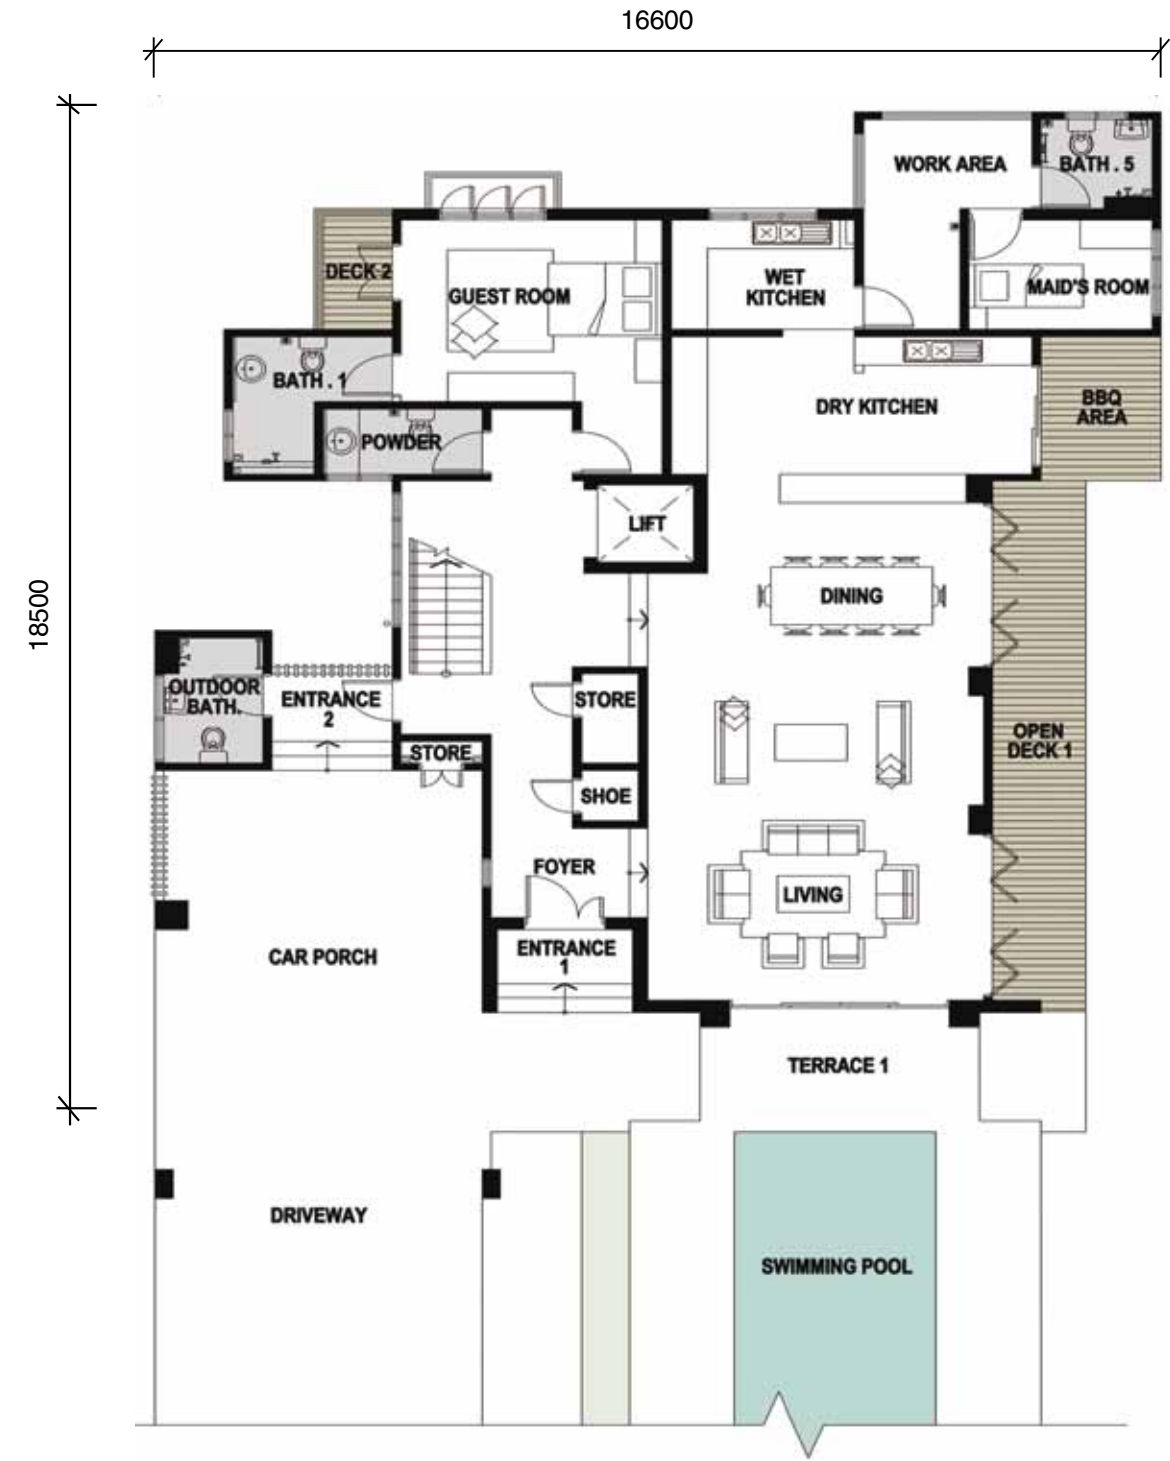 16600
18500
WORK AREA
BATH . 5
DECK 2
GUEST ROOM
WET
KITCHEN
MAID'S ROOM
BATH . 1
POWDER
DRY KITCHEN
BBQ
AREA
LIFT
DINING
OUTDOOR
BATH.
ENTRANCE
2
STORE
STORE
SHOE
OPEN
DECK 1
FOYER
LIVING
CAR PORCH
ENTRANCE
1
TERRACE 1
DRIVEWAY
SWIMMING POOL